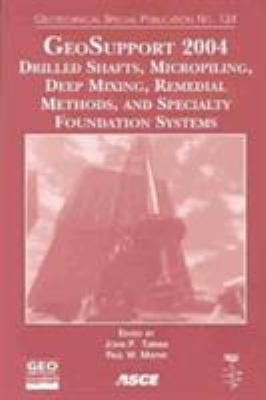 GEOTECHNICAL SPECIAL PUBLICATION NO. 124
GEOSUPPORT 2004
DRILLED SHAFTS, MICROPILING,
DEEP MIXING, REMEDIAL
METHODS, AND SPECIALTY
FOUNDATION SYSTEMS
EDITED BY
JOHN P. TURNER
PAUL W. MAYNE
GEO
ASCE